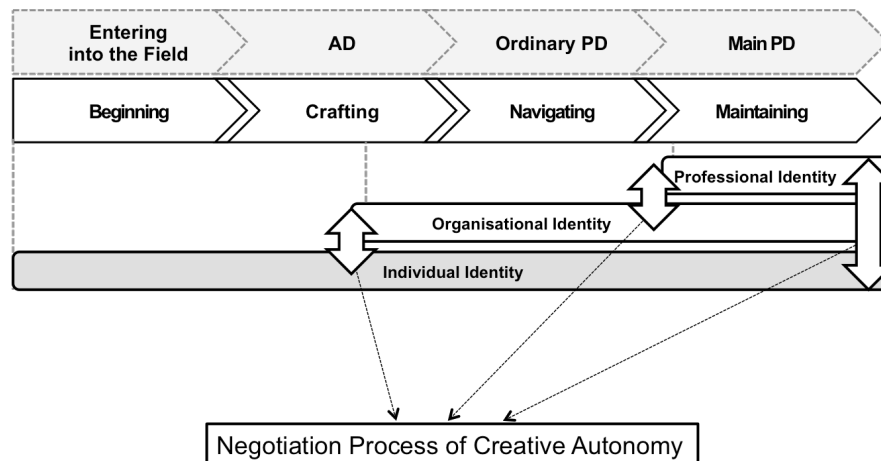 Entering
into the Field
AD
Ordinary PD
Main PD
Beginning
Crafting
Navigating
Maintaining
Professional Identity
Organisational Identity
Individual Identity
Negotiation Process of Creative Autonomy